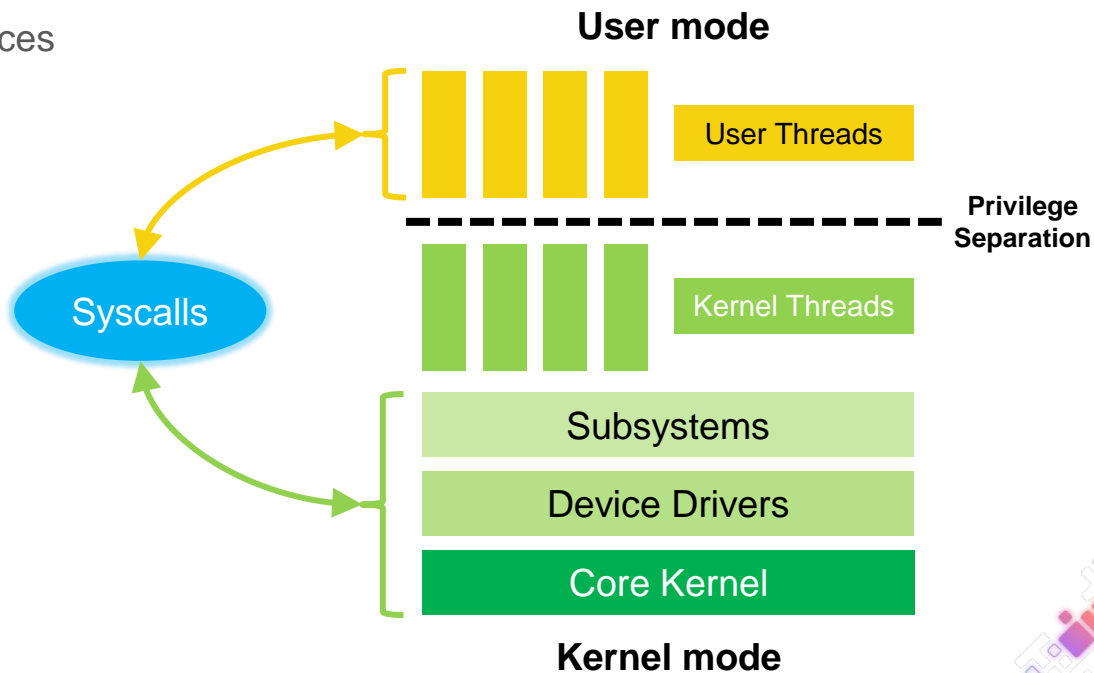 ces
User mode
User Threads
Privilege
Separation
Syscalls
Kernel Threads
Subsystems
Device Drivers
Core Kernel
Kernel mode